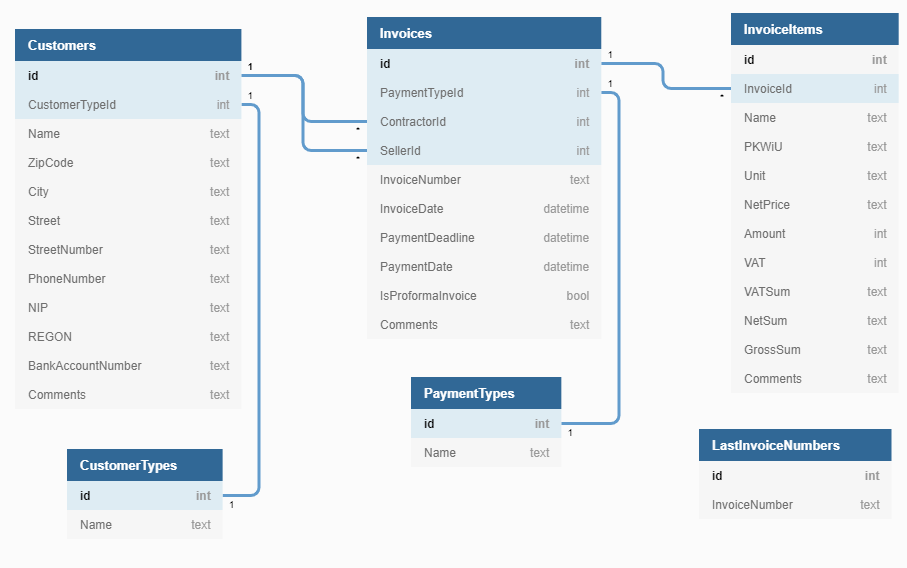 Customers
id int
CustomerTypeId int
Name text
ZipCode text
City text
Street text
StreetNumber text
PhoneNumber text
NIP text
REGON text
BankAccountNumber text
Comments text
1
1
CustomerTypes
id int
Name text
1
Invoices
id int
PaymentTypeId int
ContractorId int
SellerId int
InvoiceNumber text
InvoiceDate datetime
PaymentDeadline datetime
PaymentDate datetime
IsProformaInvoice bool
Comments text
*
*
1
1
PaymentTypes
id int
Name text
1
InvoiceItems
id int
InvoiceId int
Name text
PKWiU text
Unit text
NetPrice text
Amount int
VAT int
VATSum text
NetSum text
GrossSum text
Comments text
*
LastInvoiceNumbers
id int
InvoiceNumber text